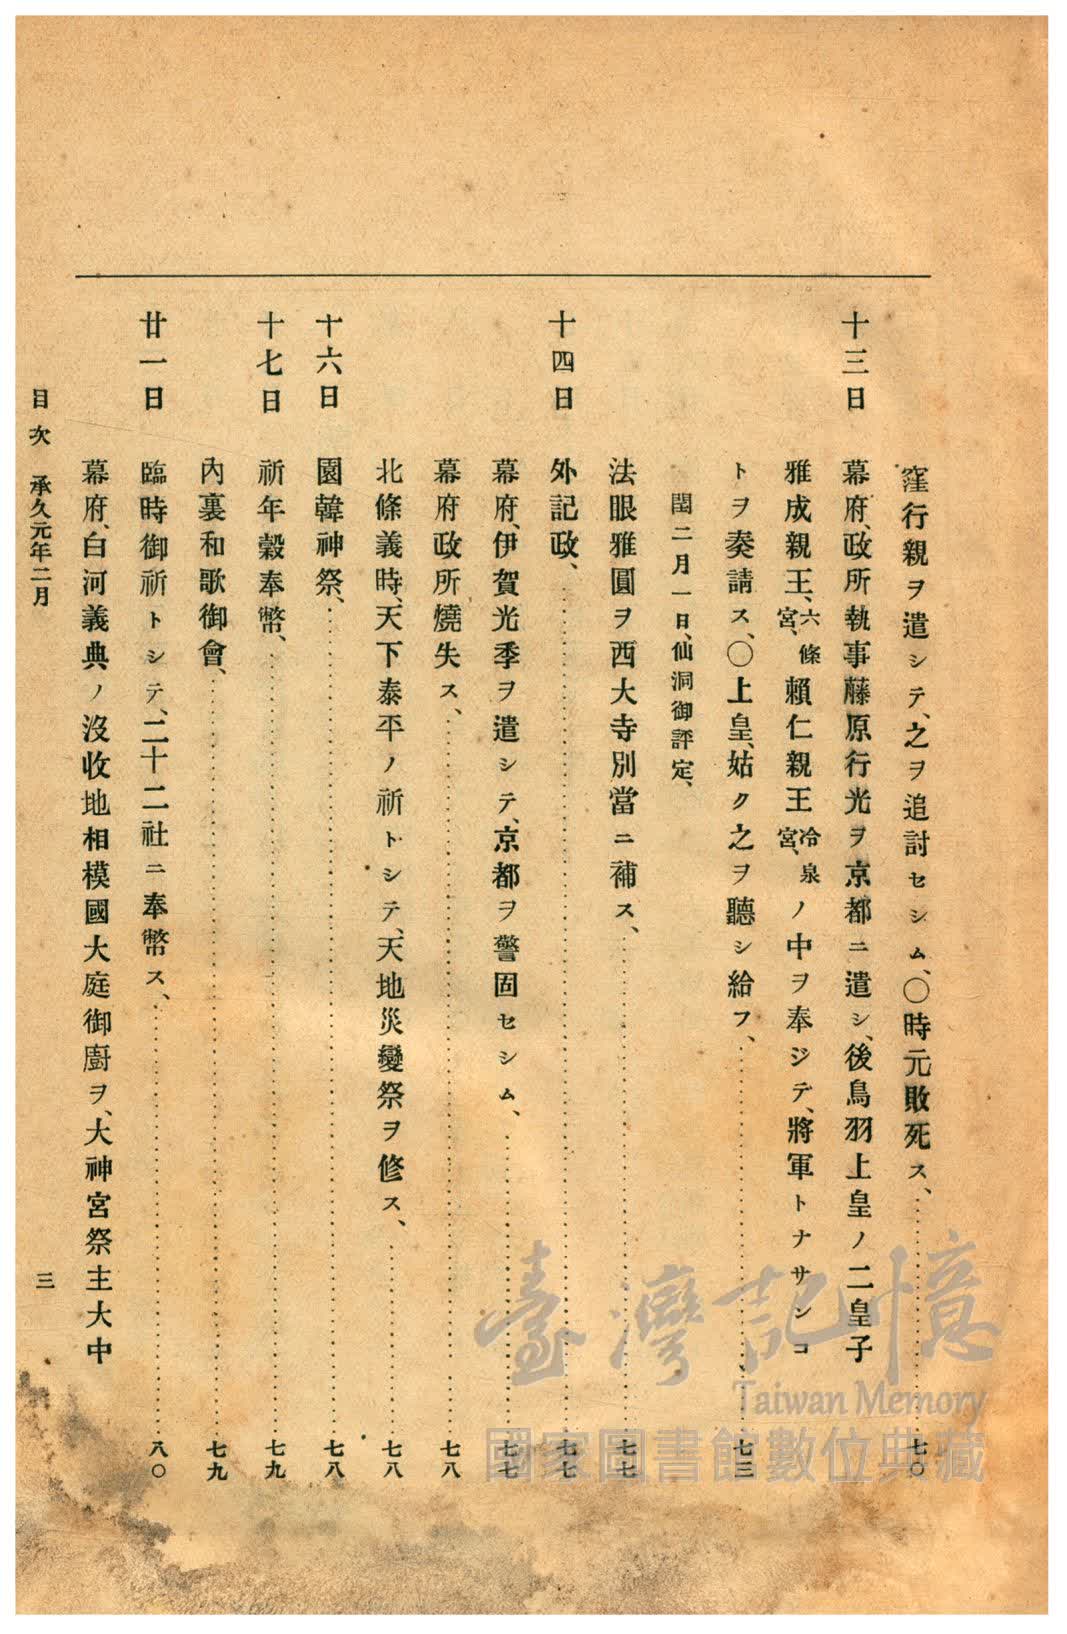 窪行親ヲ遣シテ、之ヲ追討セシム、〇時元敗死ス、……七〇
十三日 幕府、政所執事藤原行光ヲ京都ニ遣シ、後鳥羽上皇ノ二皇子
雅成親王、六條宮、賴仁親王冷泉宮、ノ中ヲ奉ジテ、將軍トナサンコ
トヲ奏請ス、〇上皇、姑ク之ヲ聽シ給フ、……七三
閏二月一日、仙洞御評定、
法眼雅圓ヲ西大寺別當ニ補ス、……七七
十四日 外記政、……七七
幕府、伊賀光季ヲ遣シテ、京都ヲ警固セシム、……七七
幕府政所燒失ス、……七八
北條義時、天下泰平ノ祈トシテ、天地災變祭ヲ修ス、……七八
十六日 園韓神祭、……七八
十七日 祈年穀奉幣、……七九
內裏和歌御會、……七九
廿一日 臨時御祈トシテ、二十二社ニ奉幣ス、……八〇
幕府、白河義典ノ沒收地相模國大庭御廚ヲ、大神宮祭主大中
目次 承久元年二月 三
臺灣記憶
Taiwan Memory
國家圖書館數位典藏